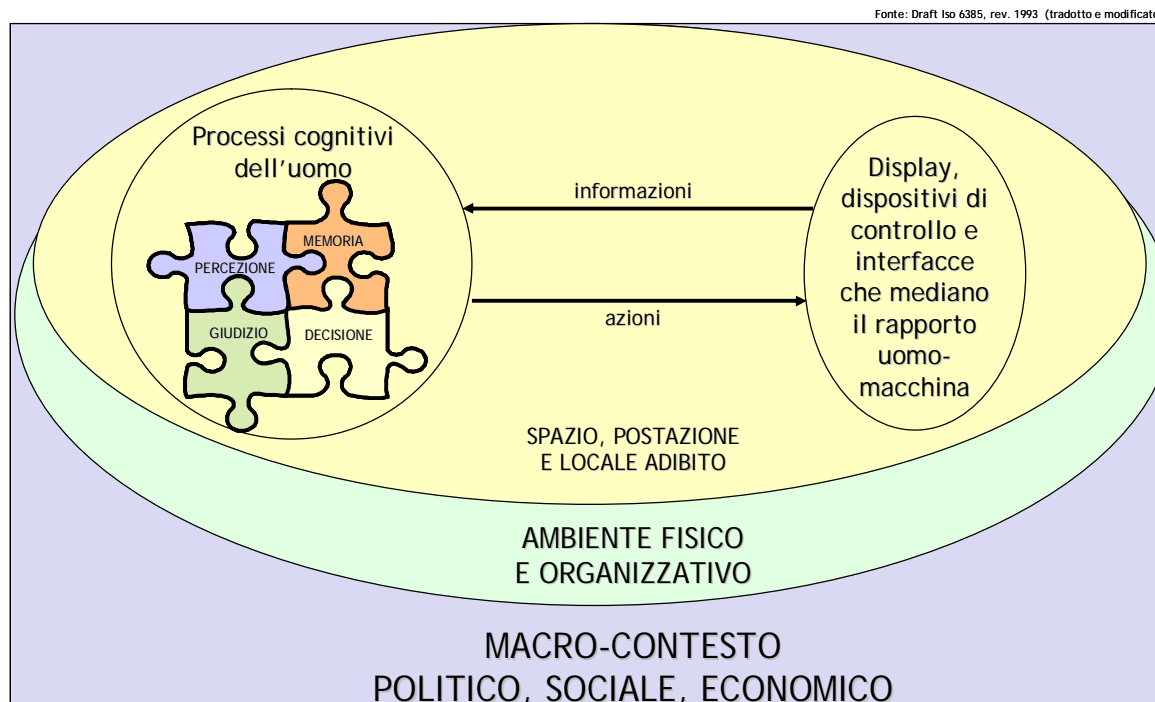 Fonte: Draft Iso 6385, rev. 1993 (tradotto e modificato
Processi cognitivi
dell'uomo
MEMORIA
PERCEZIONE
GIUDIZIO
DECISIONE
informazioni
azioni
Display,
dispositivi di
controllo e
interfacce
che mediano
il rapporto
uomo-
macchina
SPAZIO, POSTAZIONE
E LOCALE ADIBITO
AMBIENTE FISICO
E ORGANIZZATIVO
MACRO-CONTESTO
POLITICO, SOCIALE, ECONOMICO